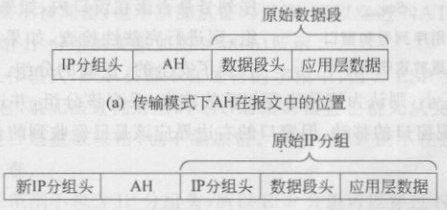 原始数据段
IP分组头 AH 数据段头 应用层数据
(a) 传输模式下AH在报文中的位置
原始IP分组
新IP分组头 AH IP分组头 数据段头 应用层数据